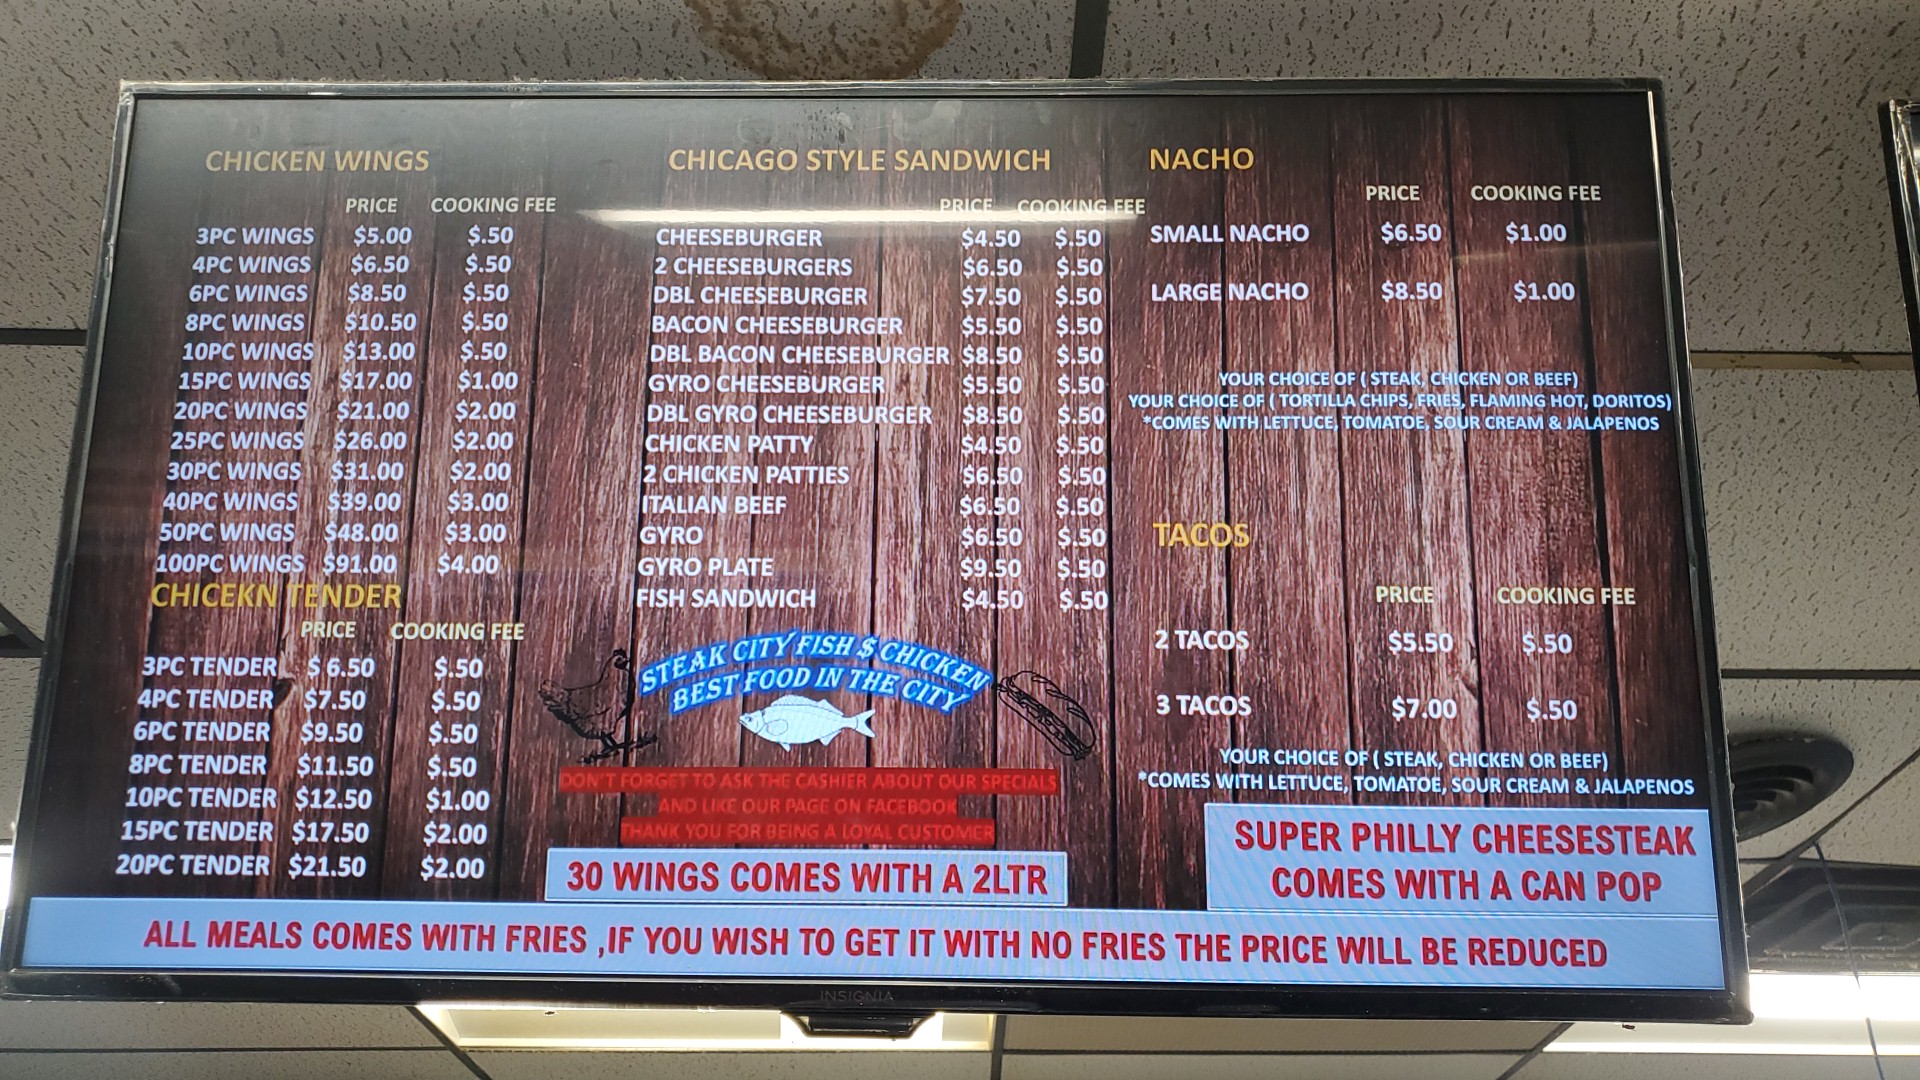 CHICKEN WINGS
PRICE COOKING FEE
3PC WINGS $5.00 $.50
4PC WINGS $6.50 $.50
6PC WINGS $8.50 $.50
8PC WINGS $10.50 $.50
10PC WINGS $13.00 $.50
15PC WINGS $17.00 $1.00
20PC WINGS $21.00 $2.00
25PC WINGS $26.00 $2.00
30PC WINGS $31.00 $2.00
40PC WINGS $39.00 $3.00
50PC WINGS $48.00 $3.00
100PC WINGS $91.00 $4.00
CHICEKN TENDER
PRICE COOKING FEE
3PC TENDER $ 6.50 $.50
4PC TENDER $7.50 $.50
6PC TENDER $9.50 $.50
8PC TENDER $11.50 $.50
10PC TENDER $12.50 $1.00
15PC TENDER $17.50 $2.00
20PC TENDER $21.50 $2.00
CHICAGO STYLE SANDWICH
PRICE COOKING FEE
CHEESEBURGER $4.50 $.50
2 CHEESEBURGERS $6.50 $.50
DBL CHEESEBURGER $7.50 $.50
BACON CHEESEBURGER $5.50 $.50
DBL BACON CHEESEBURGER $8.50 $.50
GYRO CHEESEBURGER $5.50 $.50
DBL GYRO CHEESEBURGER $8.50 $.50
CHICKEN PATTY $4.50 $.50
2 CHICKEN PATTIES $6.50 $.50
ITALIAN BEEF $6.50 $.50
GYRO $6.50 $.50
GYRO PLATE $9.50 $.50
FISH SANDWICH $4.50 $.50
STEAK CITY FISH $ CHICKEN
BEST FOOD IN THE CITY
DON'T FORGET TO ASK THE CASHIER ABOUT OUR SPECIALS
AND LIKE OUR PAGE ON FACEBOOK
THANK YOU FOR BEING A LOYAL CUSTOMER
30 WINGS COMES WITH A 2LTR
NACHO
PRICE COOKING FEE
SMALL NACHO $6.50 $1.00
LARGE NACHO $8.50 $1.00
YOUR CHOICE OF ( STEAK, CHICKEN OR BEEF)
YOUR CHOICE OF ( TORTILLA CHIPS, FRIES, FLAMING HOT, DORITOS)
*COMES WITH LETTUCE, TOMATOE, SOUR CREAM & JALAPENOS
TACOS
PRICE COOKING FEE
2 TACOS $5.50 $.50
3 TACOS $7.00 $.50
YOUR CHOICE OF ( STEAK, CHICKEN OR BEEF)
*COMES WITH LETTUCE, TOMATOE, SOUR CREAM & JALAPENOS
SUPER PHILLY CHEESESTEAK
COMES WITH A CAN POP
ALL MEALS COMES WITH FRIES ,IF YOU WISH TO GET IT WITH NO FRIES THE PRICE WILL BE REDUCED
INSIGNIA